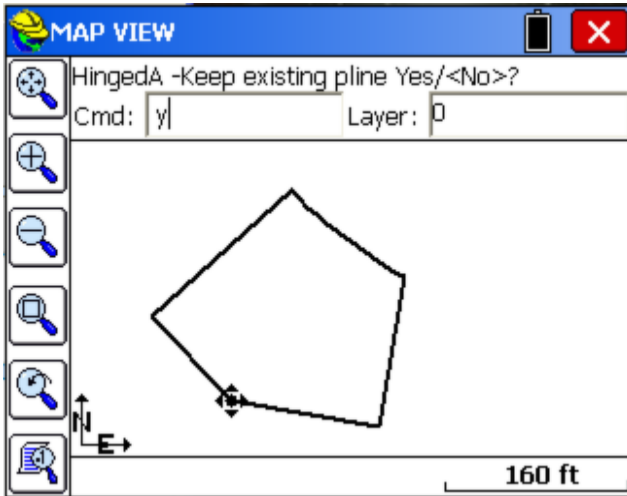 MAP VIEW
HingedA -Keep existing pline Yes/<No>?
Cmd: y Layer: 0
N
E
160 ft